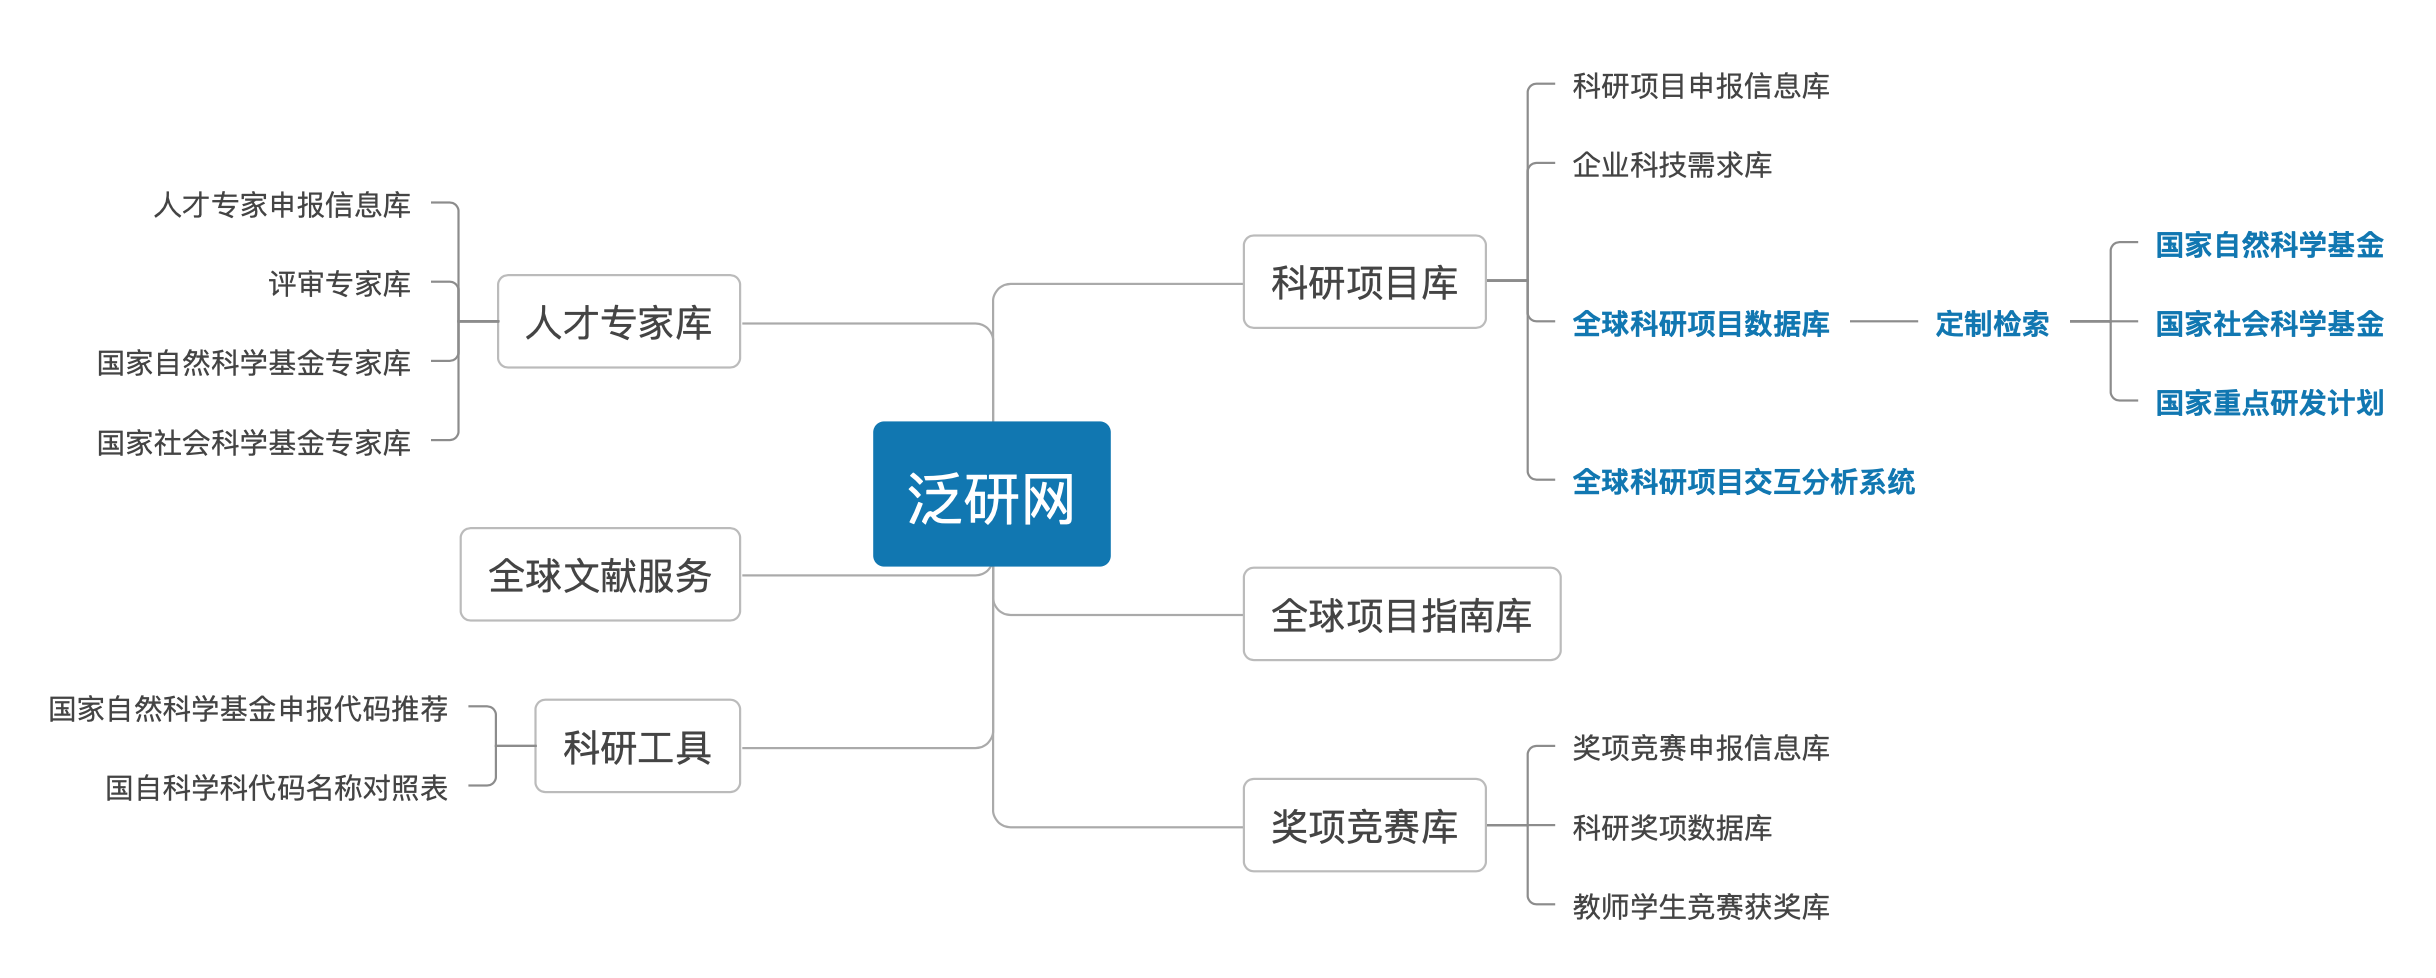 泛研网
科研项目库
科研项目申报信息库
企业科技需求库
全球科研项目数据库
定制检索
国家自然科学基金
国家社会科学基金
国家重点研发计划
全球科研项目交互分析系统
全球项目指南库
奖项竞赛库
奖项竞赛申报信息库
科研奖项数据库
教师学生竞赛获奖库
人才专家库
人才专家申报信息库
评审专家库
国家自然科学基金专家库
国家社会科学基金专家库
全球文献服务
科研工具
国家自然科学基金申报代码推荐
国自科学科代码名称对照表